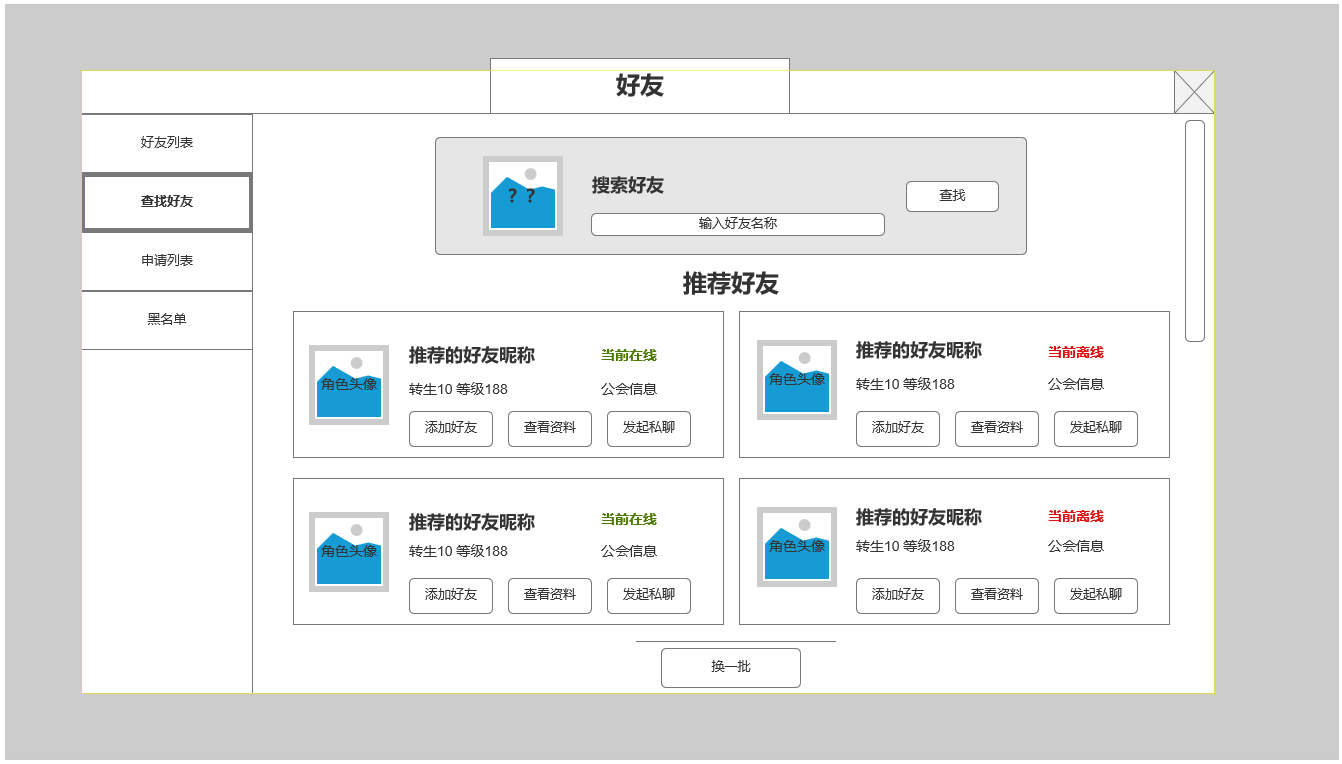 好友
好友列表
查找好友
申请列表
黑名单
? ?
搜索好友
输入好友名称
查找
推荐好友
角色头像
推荐的好友昵称
当前在线
转生10 等级188
公会信息
添加好友
查看资料
发起私聊
角色头像
推荐的好友昵称
当前离线
转生10 等级188
公会信息
添加好友
查看资料
发起私聊
角色头像
推荐的好友昵称
当前在线
转生10 等级188
公会信息
添加好友
查看资料
发起私聊
角色头像
推荐的好友昵称
当前离线
转生10 等级188
公会信息
添加好友
查看资料
发起私聊
换一批